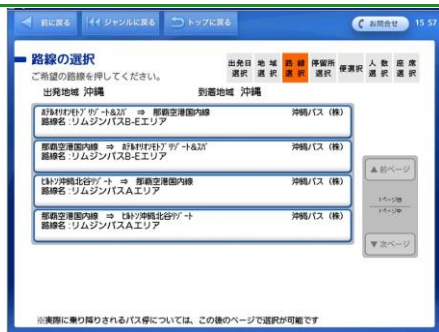 前に戻る
ジャンルに戻る
トップに戻る
お問合せ
15 57
路線の選択
ご希望の路線を押してください。
出発日選択 地域選択 路線選択 停留所選択 便選択 人数選択 座席選択
出発地域 沖縄 到着地域 沖縄
ﾎﾃﾙｵﾘｵﾝﾓﾄﾌﾞﾘｿﾞｰﾄ&ｽﾊﾟ ⇒ 那覇空港国内線 沖縄バス（株）
路線名：リムジンバスB-Eエリア
那覇空港国内線 ⇒ ﾎﾃﾙｵﾘｵﾝﾓﾄﾌﾞﾘｿﾞｰﾄ&ｽﾊﾟ 沖縄バス（株）
路線名：リムジンバスB-Eエリア
ﾋﾙﾄﾝ沖縄北谷ﾘｿﾞｰﾄ ⇒ 那覇空港国内線 沖縄バス（株）
路線名：リムジンバスAエリア
那覇空港国内線 ⇒ ﾋﾙﾄﾝ沖縄北谷ﾘｿﾞｰﾄ 沖縄バス（株）
路線名：リムジンバスAエリア
▲前ページ
▼次ページ
※実際に乗り降りされるバス停については、この後のページで選択が可能です